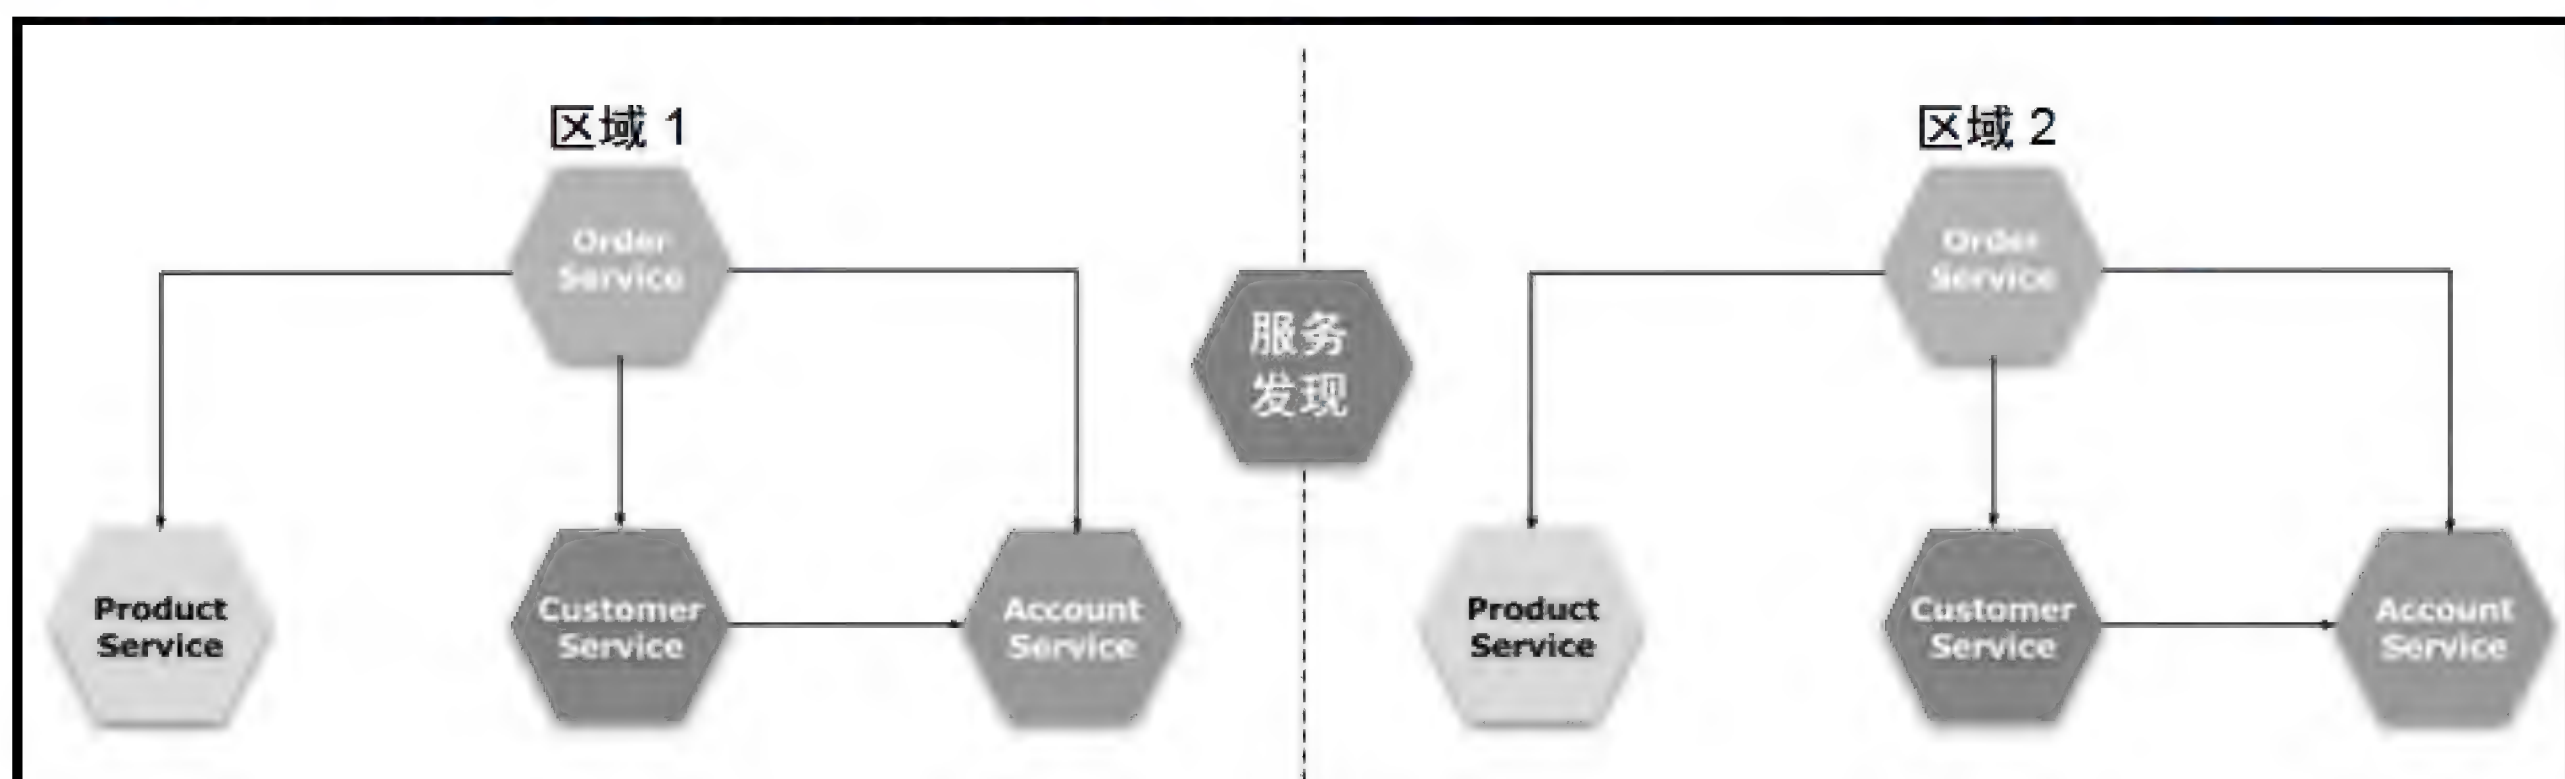 区域 1
Order
Service
Product
Service
Customer
Service
Account
Service
服务
发现
区域 2
Order
Service
Product
Service
Customer
Service
Account
Service